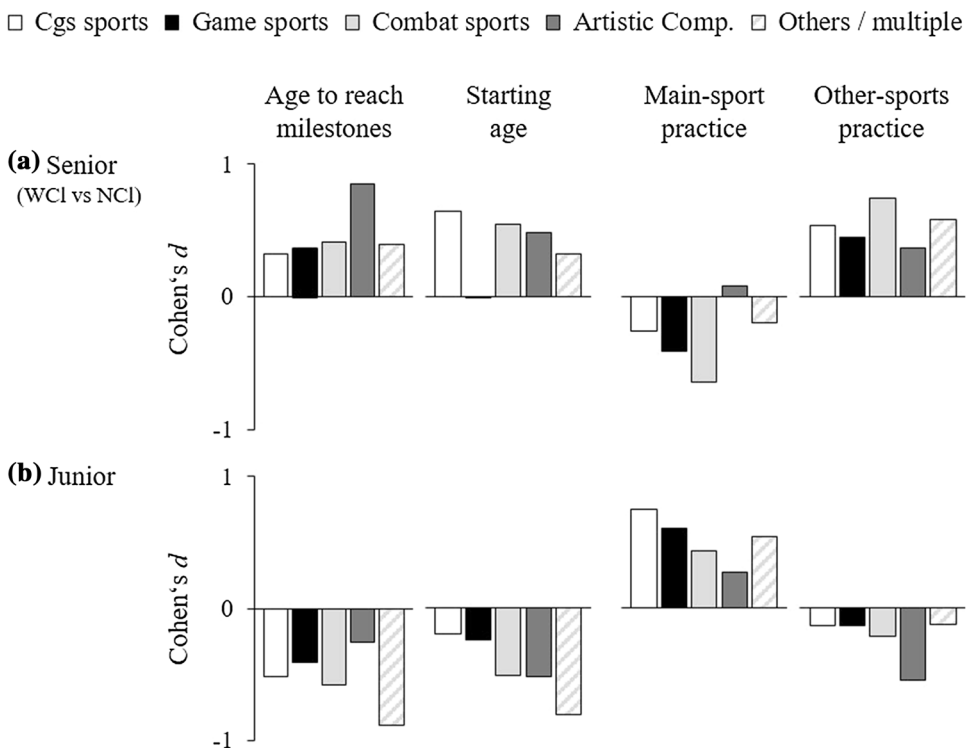 Cgs sports Game sports Combat sports Artistic Comp. Others / multiple
Age to reach milestones
Starting age
Main-sport practice
Other-sports practice
(a) Senior
(WCl vs NCl)
1
0
-1
Cohen‘s d
(b) Junior
1
0
-1
Cohen‘s d